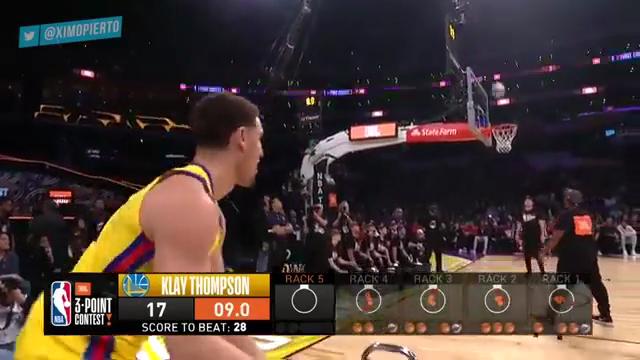 @XIMOPIERTO
State Farm
NBA
JBL
3-POINT
CONTEST
KLAY THOMPSON
17 09.0
SCORE TO BEAT: 28
RACK 5 RACK 4 RACK 3 RACK 2 RACK 1